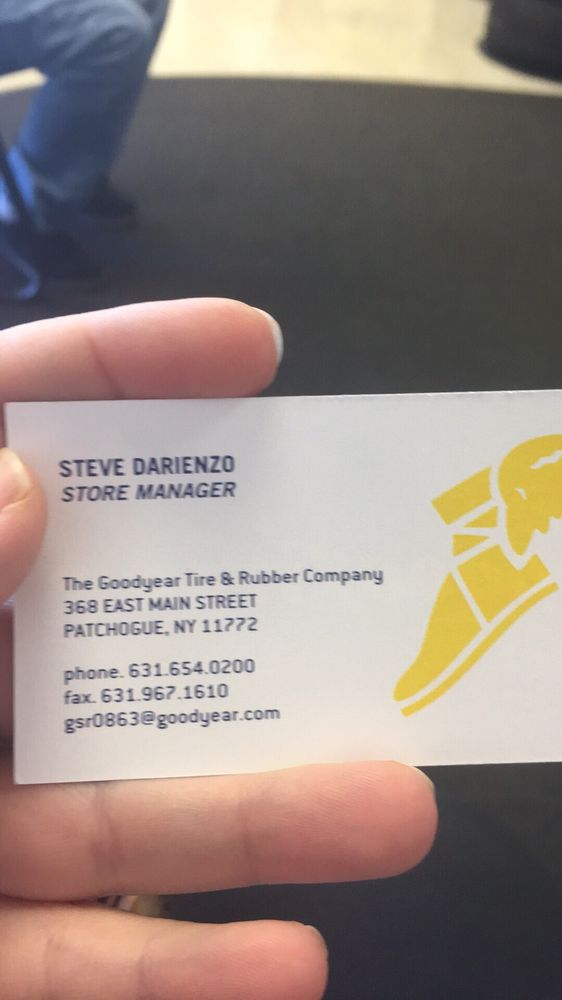 STEVE DARIENZO
STORE MANAGER
The Goodyear Tire & Rubber Company
368 EAST MAIN STREET
PATCHOGUE, NY 11772
phone. 631.654.0200
fax. 631.967.1610
gsr0863@goodyear.com